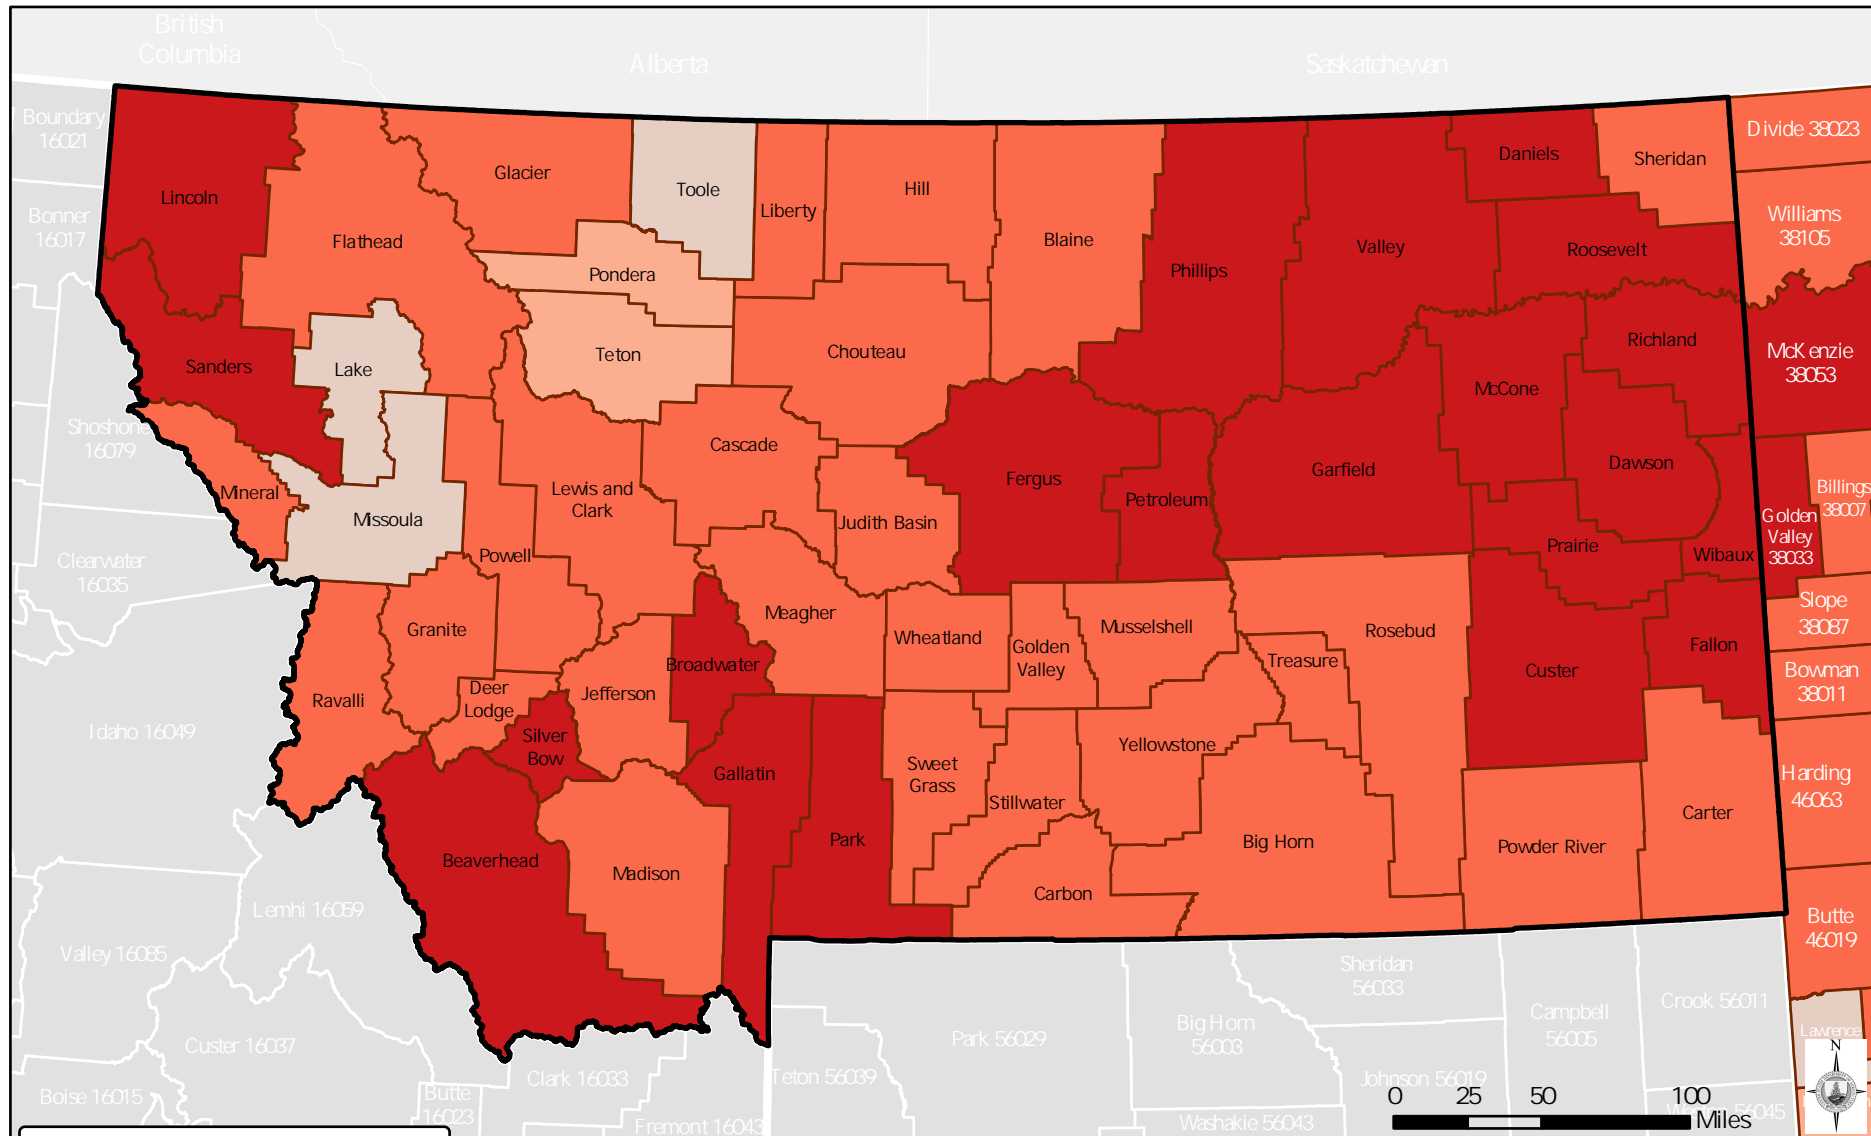 British
Columbia
Alberta
Saskatchewan
Boundary
16021
Divide 38023
Daniels
Sheridan
Glacier
Toole
Hill
Lincoln
Liberty
Bonner
16017
Williams
38105
Flathead
Blaine
Valley
Roosevelt
Pondera
Phillips
Teton
Chouteau
Richland
McKenzie
38053
Sanders
Lake
McCone
Shoshone
16079
Cascade
Fergus
Garfield
Dawson
Mineral
Lewis and
Clark
Petroleum
Billings
38007
Missoula
Judith Basin
Golden
Valley
38033
Powell
Prairie
Wibaux
Clearwater
16035
Meagher
Slope
38087
Granite
Wheatland
Musselshell
Rosebud
Golden
Valley
Treasure
Fallon
Broadwater
Custer
Bowman
38011
Ravalli
Deer
Lodge
Jefferson
Idaho 16049
Silver
Bow
Yellowstone
Gallatin
Sweet
Grass
Harding
46063
Stillwater
Carter
Park
Big Horn
Powder River
Beaverhead
Madison
Carbon
Lemhi 16059
Butte
46019
Valley 16085
Sheridan
56033
Crook 56011
Campbell
56005
Custer 16037
Park 56029
Big Horn
56003
Lawrence
N
Clark 16033
Teton 56039
Johnson 56019
Boise 16015
Butte
16023
0 25 50 100
Miles
Weston 56045
Fremont 16043
Washakie 56043